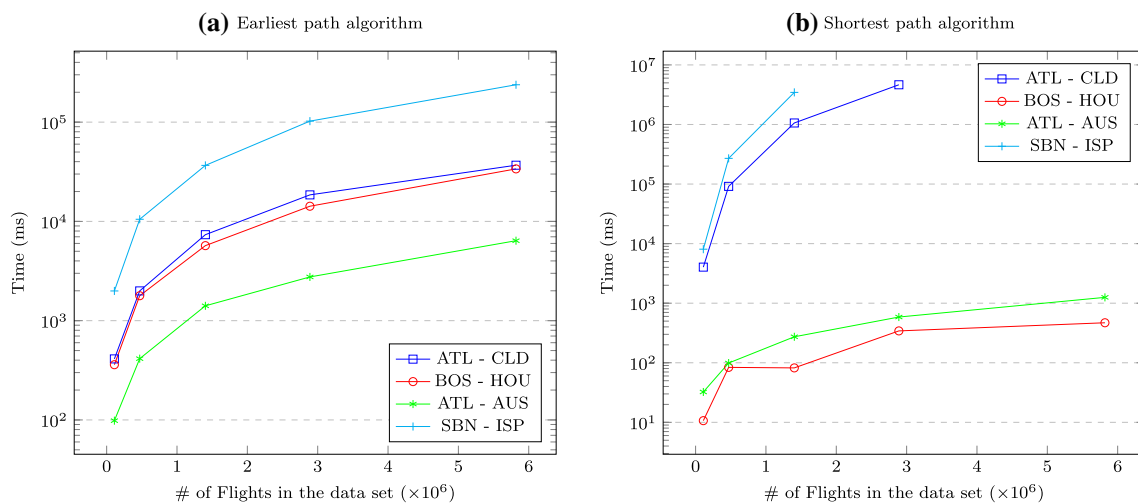 (a) Earliest path algorithm
10^5
10^4
10^3
10^2
Time (ms)
0 1 2 3 4 5 6
# of Flights in the data set (×10^6)
ATL - CLD
BOS - HOU
ATL - AUS
SBN - ISP
(b) Shortest path algorithm
10^7
10^6
10^5
10^4
10^3
10^2
10^1
Time (ms)
0 1 2 3 4 5 6
# of Flights in the data set (×10^6)
ATL - CLD
BOS - HOU
ATL - AUS
SBN - ISP